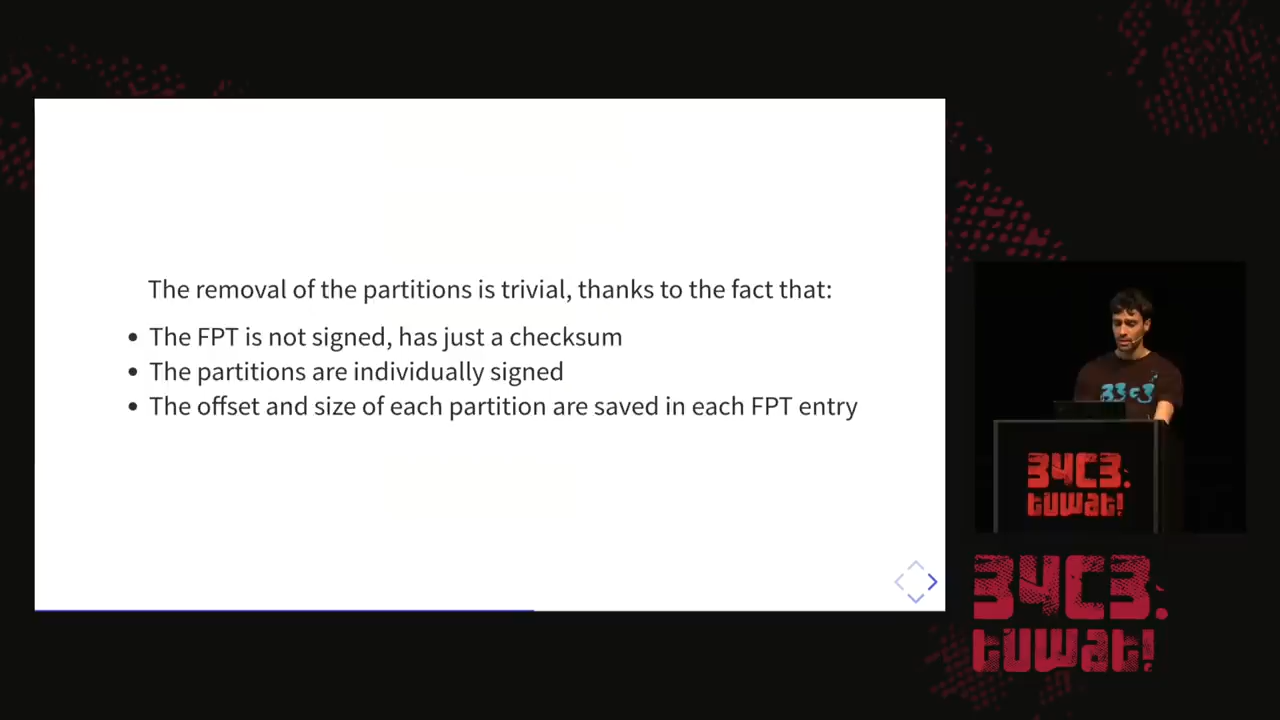 The removal of the partitions is trivial, thanks to the fact that:
The FPT is not signed, has just a checksum
The partitions are individually signed
The offset and size of each partition are saved in each FPT entry
33c3
34C3.
tuwat!
34C3.
tuwat!